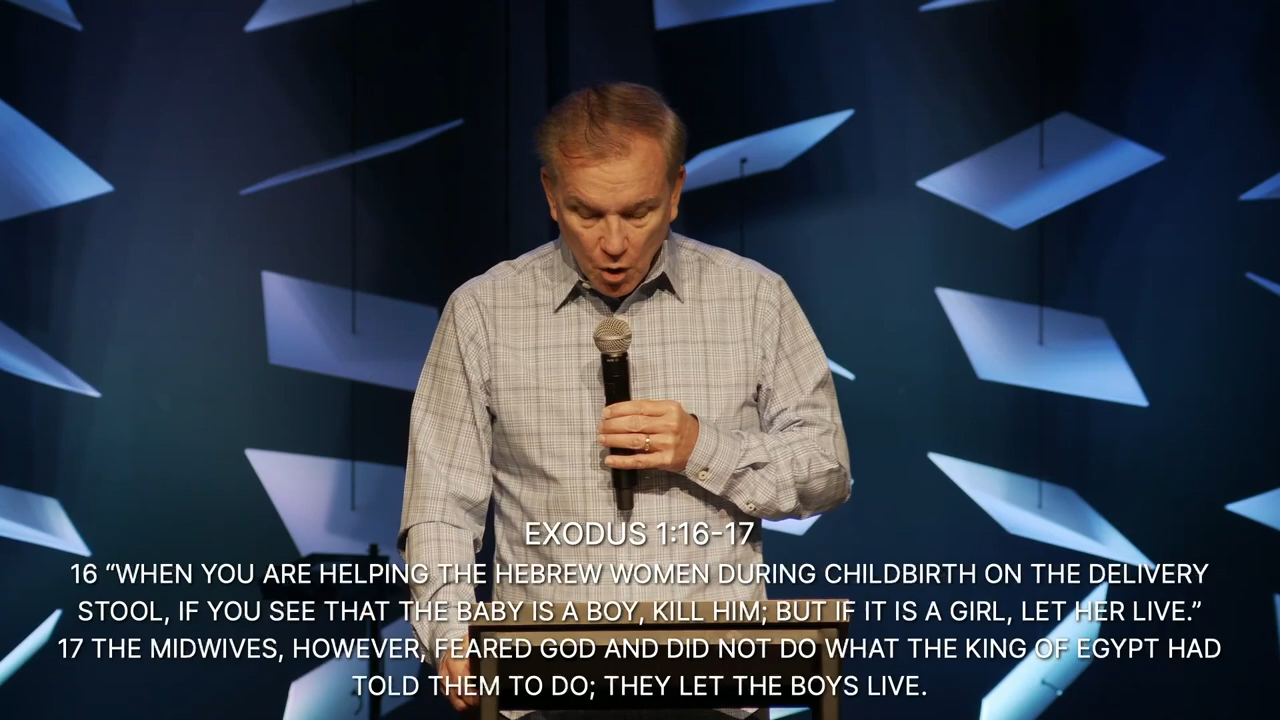 EXODUS 1:16-17
16 “WHEN YOU ARE HELPING THE HEBREW WOMEN DURING CHILDBIRTH ON THE DELIVERY
STOOL, IF YOU SEE THAT THE BABY IS A BOY, KILL HIM; BUT IF IT IS A GIRL, LET HER LIVE.”
17 THE MIDWIVES, HOWEVER, FEARED GOD AND DID NOT DO WHAT THE KING OF EGYPT HAD
TOLD THEM TO DO; THEY LET THE BOYS LIVE.